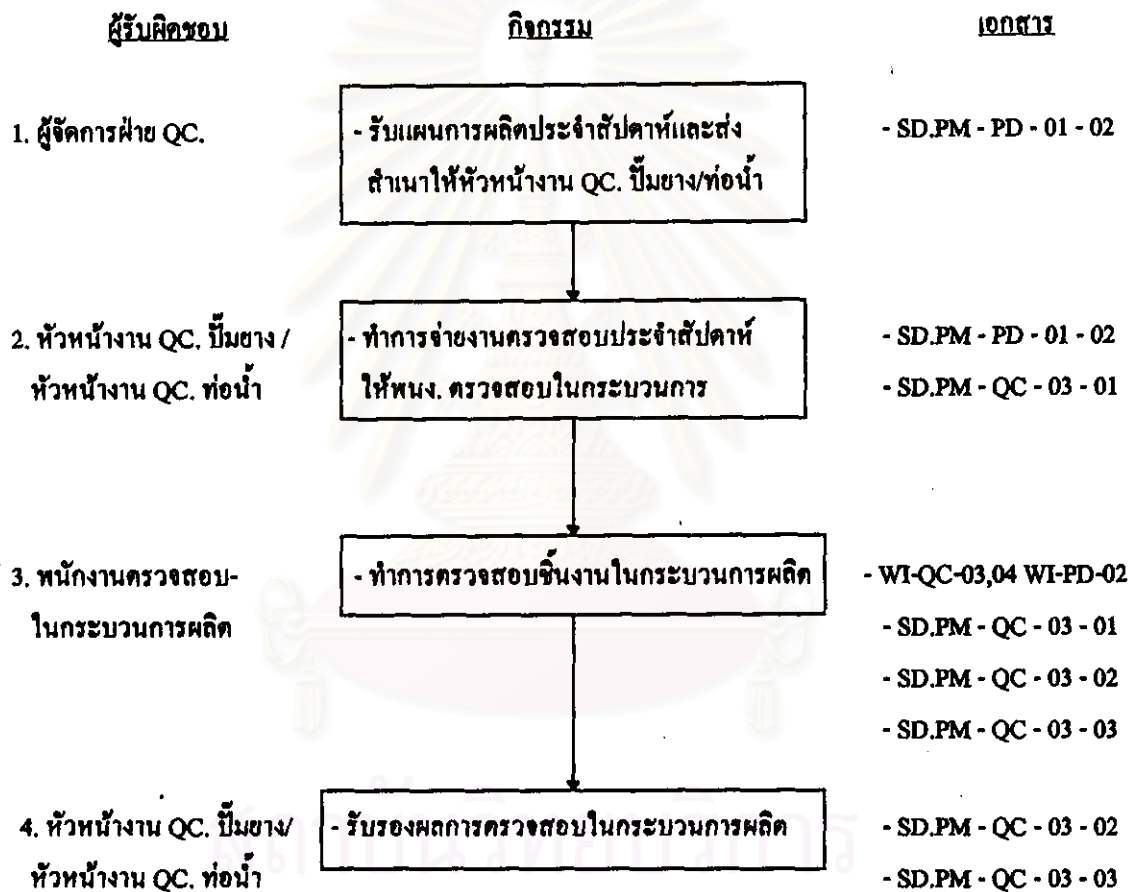 ผู้รับผิดชอบ กิจกรรม เอกสาร
1. ผู้จัดการฝ่าย QC. - รับแผนการผลิตประจำสัปดาห์และส่ง - SD.PM - PD - 01 - 02
สำเนาให้หัวหน้างาน QC. ปั๊มยาง/ท่อน้ำ
2. หัวหน้างาน QC. ปั๊มยาง / - ทำการจ่ายงานตรวจสอบประจำสัปดาห์ - SD.PM - PD - 01 - 02
หัวหน้างาน QC. ท่อน้ำ ให้พนง. ตรวจสอบในกระบวนการ - SD.PM - QC - 03 - 01
3. พนักงานตรวจสอบ- - ทำการตรวจสอบชิ้นงานในกระบวนการผลิต - WI-QC-03,04 WI-PD-02
ในกระบวนการผลิต - SD.PM - QC - 03 - 01
- SD.PM - QC - 03 - 02
- SD.PM - QC - 03 - 03
4. หัวหน้างาน QC. ปั๊มยาง/ - รับรองผลการตรวจสอบในกระบวนการผลิต - SD.PM - QC - 03 - 02
หัวหน้างาน QC. ท่อน้ำ - SD.PM - QC - 03 - 03
สถาบันวิทยบริการ